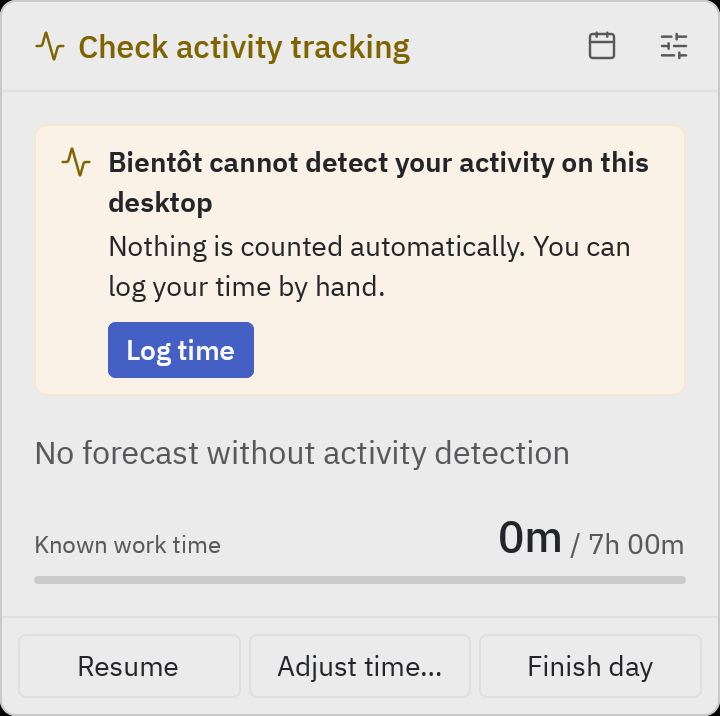 Check activity tracking
Bientôt cannot detect your activity on this
desktop
Nothing is counted automatically. You can
log your time by hand.
Log time
No forecast without activity detection
Known work time 0m / 7h 00m
Resume Adjust time... Finish day